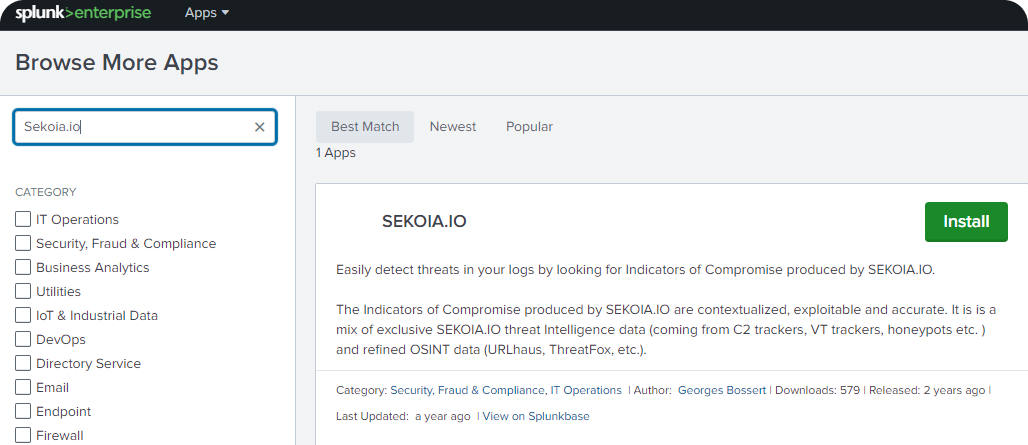 splunk>enterprise Apps
Browse More Apps
Sekoia.io
CATEGORY
IT Operations
Security, Fraud & Compliance
Business Analytics
Utilities
IoT & Industrial Data
DevOps
Directory Service
Email
Endpoint
Firewall
Best Match Newest Popular
1 Apps
SEKOIA.IO Install
Easily detect threats in your logs by looking for Indicators of Compromise produced by SEKOIA.IO.
The Indicators of Compromise produced by SEKOIA.IO are contextualized, exploitable and accurate. It is is a
mix of exclusive SEKOIA.IO threat Intelligence data (coming from C2 trackers, VT trackers, honeypots etc. )
and refined OSINT data (URLhaus, ThreatFox, etc.).
Category: Security, Fraud & Compliance, IT Operations | Author: Georges Bossert | Downloads: 579 | Released: 2 years ago |
Last Updated: a year ago | View on Splunkbase